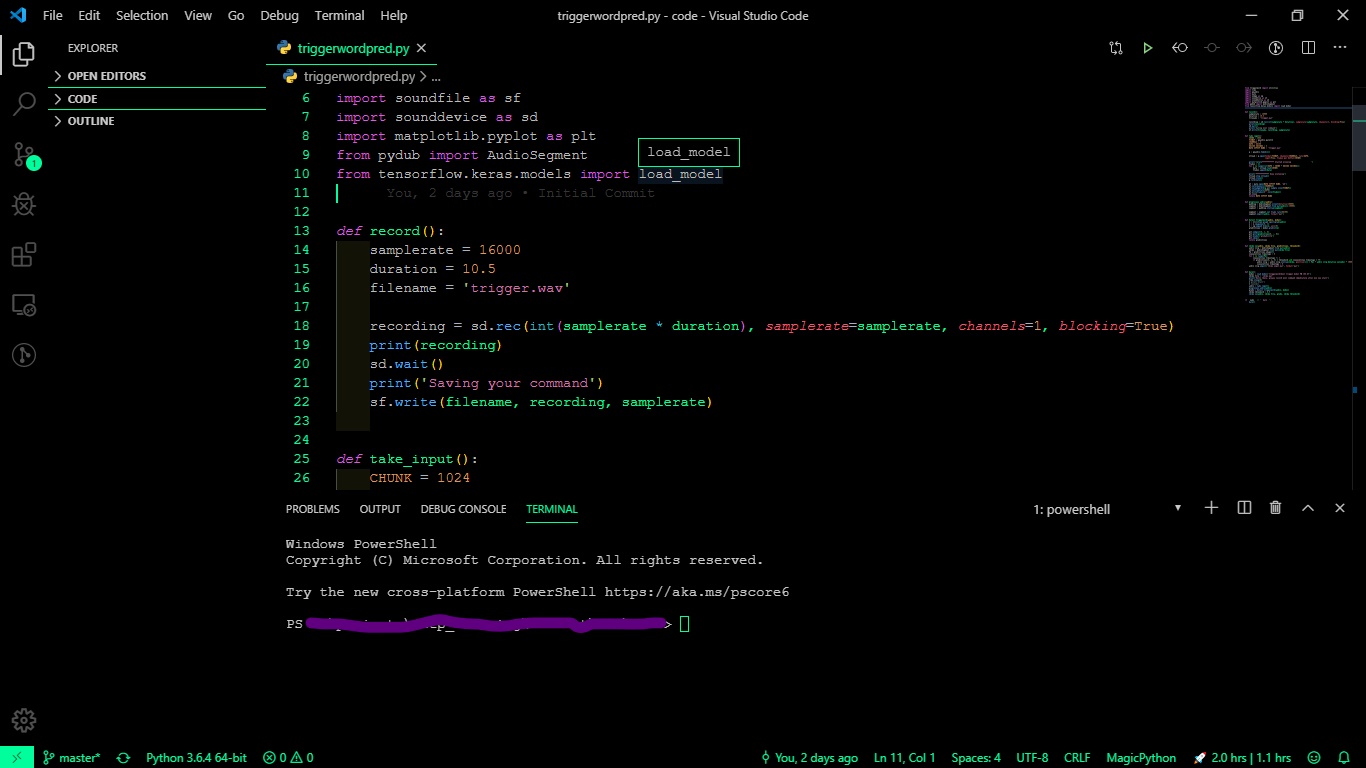 File Edit Selection View Go Debug Terminal Help
triggerwordpred.py - code - Visual Studio Code
EXPLORER
OPEN EDITORS
CODE
OUTLINE
1
triggerwordpred.py
triggerwordpred.py > ...
6 import soundfile as sf
7 import sounddevice as sd
8 import matplotlib.pyplot as plt
9 from pydub import AudioSegment
load_model
10 from tensorflow.keras.models import load_model
11 You, 2 days ago • Initial Commit
12
13 def record():
14 samplerate = 16000
15 duration = 10.5
16 filename = 'trigger.wav'
17
18 recording = sd.rec(int(samplerate * duration), samplerate=samplerate, channels=1, blocking=True)
19 print(recording)
20 sd.wait()
21 print('Saving your command')
22 sf.write(filename, recording, samplerate)
23
24
25 def take_input():
26 CHUNK = 1024
PROBLEMS OUTPUT DEBUG CONSOLE TERMINAL
1: powershell
Windows PowerShell
Copyright (C) Microsoft Corporation. All rights reserved.
Try the new cross-platform PowerShell https://aka.ms/pscore6
PS >
master* Python 3.6.4 64-bit 0 0 You, 2 days ago Ln 11, Col 1 Spaces: 4 UTF-8 CRLF MagicPython 2.0 hrs | 1.1 hrs